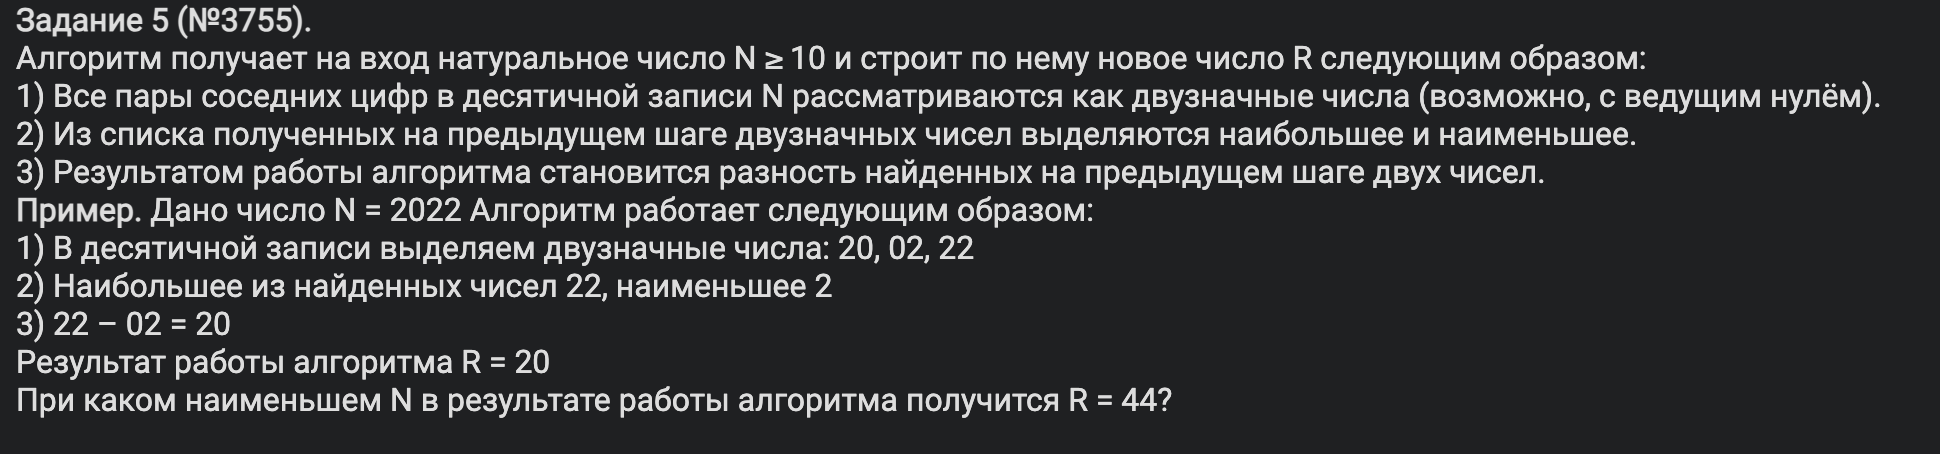 Задание 5 (№3755).
Алгоритм получает на вход натуральное число N ≥ 10 и строит по нему новое число R следующим образом:
1) Все пары соседних цифр в десятичной записи N рассматриваются как двузначные числа (возможно, с ведущим нулём).
2) Из списка полученных на предыдущем шаге двузначных чисел выделяются наибольшее и наименьшее.
3) Результатом работы алгоритма становится разность найденных на предыдущем шаге двух чисел.
Пример. Дано число N = 2022 Алгоритм работает следующим образом:
1) В десятичной записи выделяем двузначные числа: 20, 02, 22
2) Наибольшее из найденных чисел 22, наименьшее 2
3) 22 – 02 = 20
Результат работы алгоритма R = 20
При каком наименьшем N в результате работы алгоритма получится R = 44?